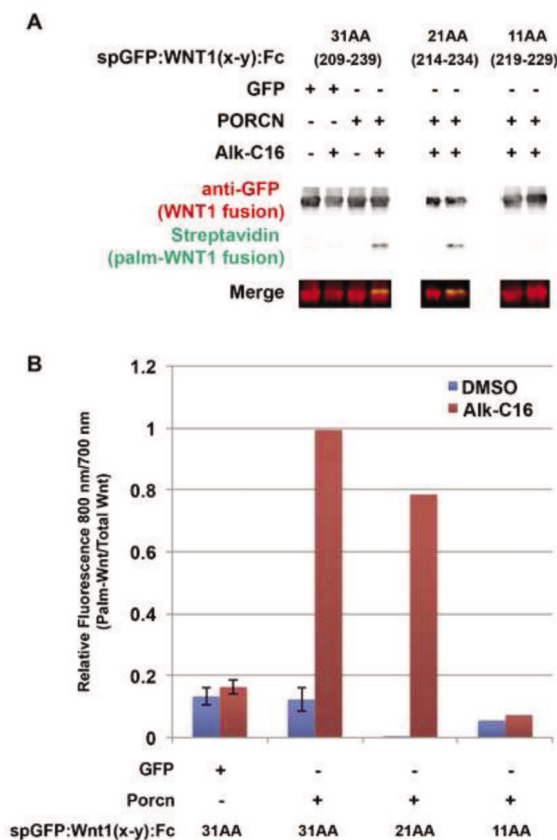 A
31AA 21AA 11AA
spGFP:WNT1(x-y):Fc (209-239) (214-234) (219-229)
GFP + + - - - - - -
PORCN - - + + + + + +
Alk-C16 - + - + + + + +
anti-GFP
(WNT1 fusion)
Streptavidin
(palm-WNT1 fusion)
Merge
B
Relative Fluorescence 800 nm/700 nm
(Palm-Wnt/Total Wnt)
1.2
1
0.8
0.6
0.4
0.2
0
DMSO
Alk-C16
GFP + - - -
Porcn - + + +
spGFP:Wnt1(x-y):Fc 31AA 31AA 21AA 11AA